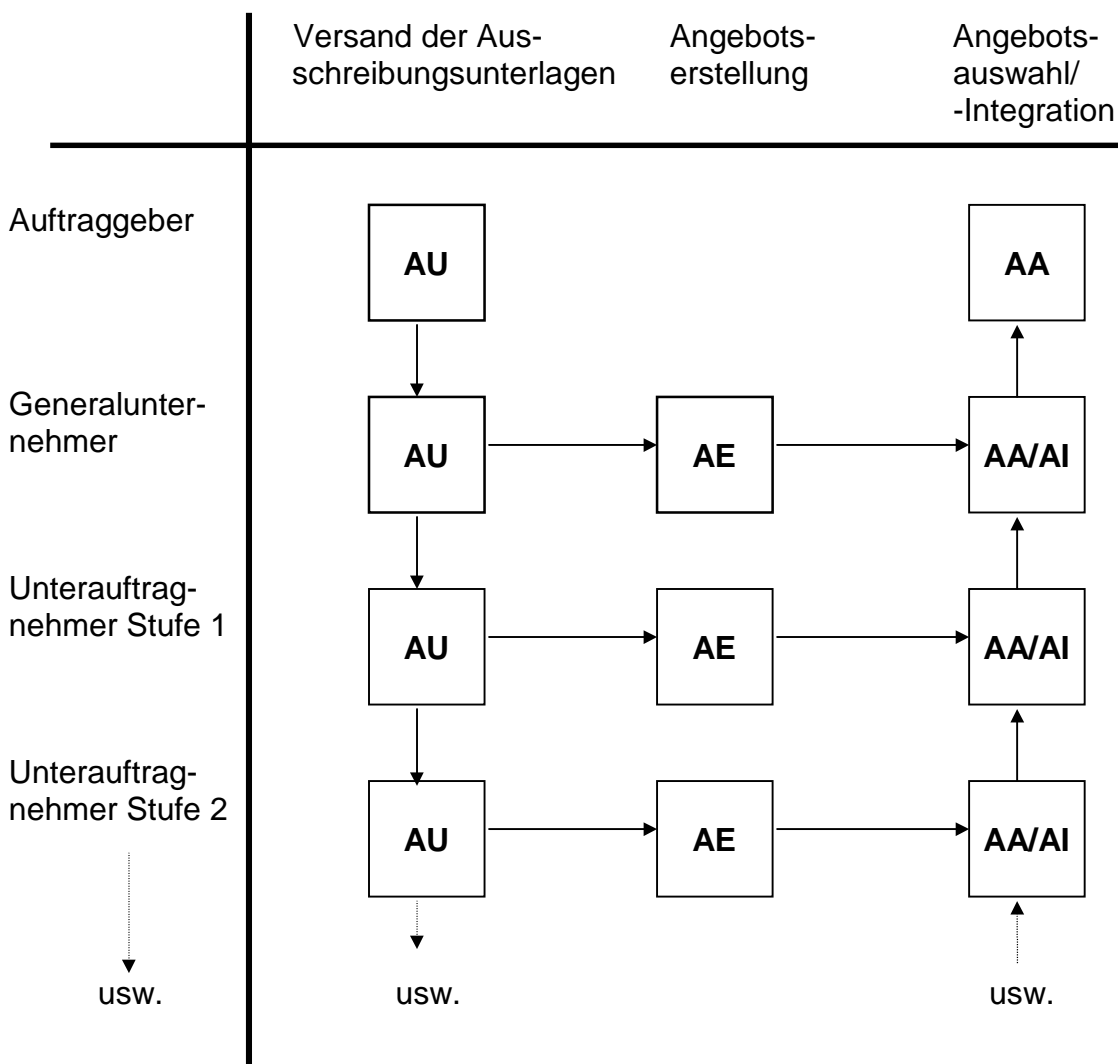 Versand der Aus-
schreibungsunterlagen
Angebots-
erstellung
Angebots-
auswahl/
-Integration
Auftraggeber
AU
AA
Generalunter-
nehmer
AU
AE
AA/AI
Unterauftrag-
nehmer Stufe 1
AU
AE
AA/AI
Unterauftrag-
nehmer Stufe 2
AU
AE
AA/AI
usw.
usw.
usw.